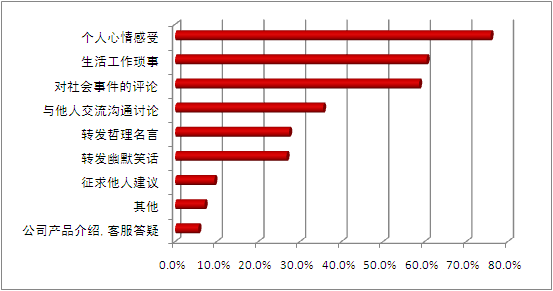 个人心情感受
生活工作琐事
对社会事件的评论
与他人交流沟通讨论
转发哲理名言
转发幽默笑话
征求他人建议
其他
公司产品介绍,客服答疑
0.0% 10.0% 20.0% 30.0% 40.0% 50.0% 60.0% 70.0% 80.0%